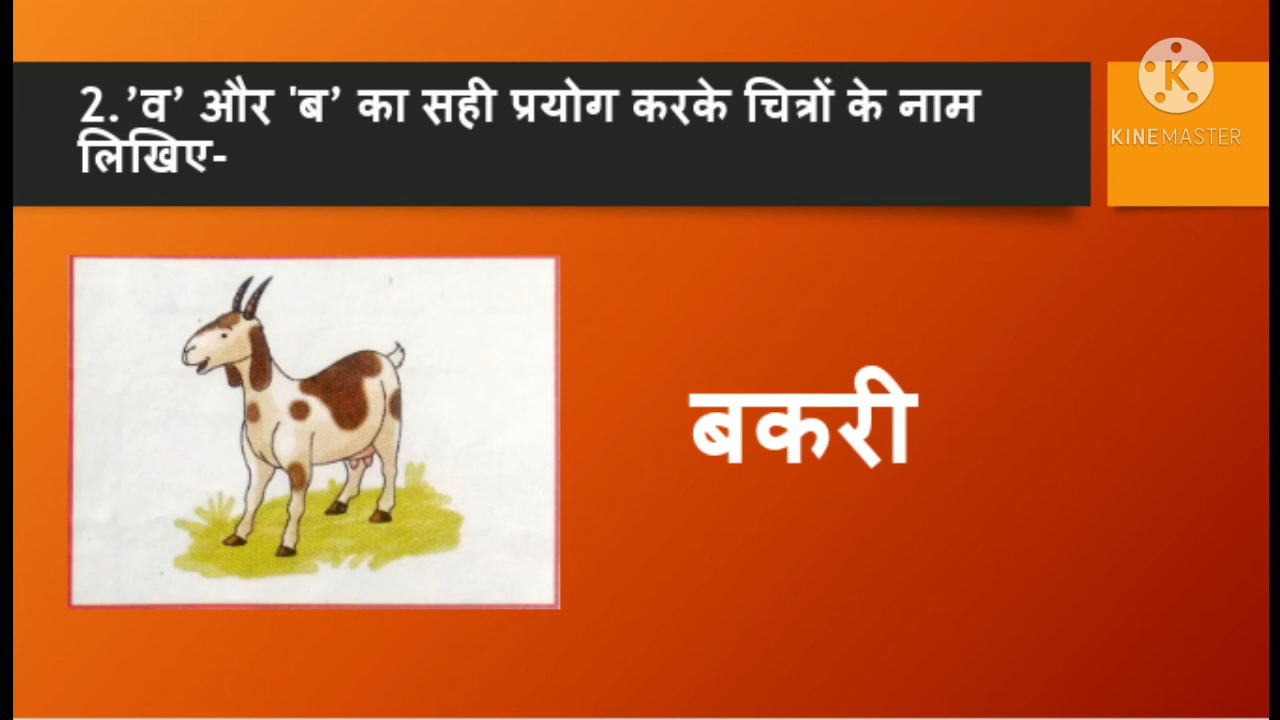 2.’व’ और 'ब’ का सही प्रयोग करके चित्रों के नाम
लिखिए-
K
KINEMASTER
बकरी